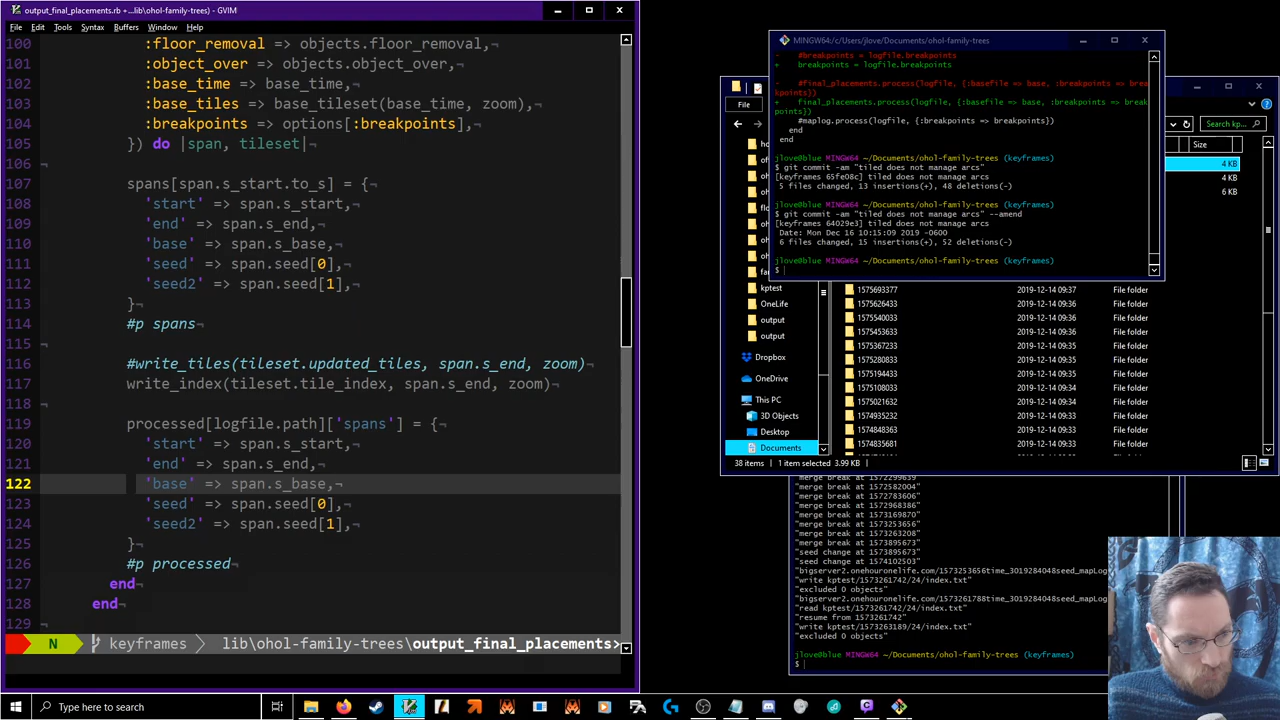 output_final_placements.rb +...lib\ohol-family-trees) - GVIM
File Edit Tools Syntax Buffers Window Help
100 :floor_removal => objects.floor_removal,¬
101 :object_over => objects.object_over,¬
102 :base_time => base_time,¬
103 :base_tiles => base_tileset(base_time, zoom),¬
104 :breakpoints => options[:breakpoints],¬
105 }) do |span, tileset|¬
106 ¬
107 spans[span.s_start.to_s] = {¬
108 'start' => span.s_start,¬
109 'end' => span.s_end,¬
110 'base' => span.s_base,¬
111 'seed' => span.seed[0],¬
112 'seed2' => span.seed[1],¬
113 }¬
114 #p spans¬
115 ¬
116 #write_tiles(tileset.updated_tiles, span.s_end, zoom)¬
117 write_index(tileset.tile_index, span.s_end, zoom)¬
118 ¬
119 processed[logfile.path]['spans'] = {¬
120 'start' => span.s_start,¬
121 'end' => span.s_end,¬
122 'base' => span.s_base,¬
123 'seed' => span.seed[0],¬
124 'seed2' => span.seed[1],¬
125 }¬
126 #p processed¬
127 end¬
128 end¬
129
N keyframes lib\ohol-family-trees\output_final_placements>
MINGW64:/c/Users/jlove/Documents/ohol-family-trees
- #breakpoints = logfile.breakpoints
+ breakpoints = logfile.breakpoints
- #final_placements.process(logfile, {:basefile => base, :breakpoints => brea
kpoints})
+ final_placements.process(logfile, {:basefile => base, :breakpoints => break
points})
#maplog.process(logfile, {:breakpoints => breakpoints})
end
end
jlove@blue MINGW64 ~/Documents/ohol-family-trees (keyframes)
$ git commit -am "tiled does not manage arcs"
[keyframes 65fe08c] tiled does not manage arcs
5 files changed, 13 insertions(+), 48 deletions(-)
jlove@blue MINGW64 ~/Documents/ohol-family-trees (keyframes)
$ git commit -am "tiled does not manage arcs" --amend
[keyframes 64029e3] tiled does not manage arcs
Date: Mon Dec 16 10:15:09 2019 -0600
6 files changed, 15 insertions(+), 52 deletions(-)
jlove@blue MINGW64 ~/Documents/ohol-family-trees (keyframes)
$
File
Search kp...
Size
4 KB
4 KB
6 KB
kptest
OneLife
output
output
Dropbox
OneDrive
This PC
3D Objects
Desktop
Documents
1575693377 2019-12-14 09:37 File folder
1575626433 2019-12-14 09:36 File folder
1575540033 2019-12-14 09:36 File folder
1575453633 2019-12-14 09:36 File folder
1575367233 2019-12-14 09:36 File folder
1575280833 2019-12-14 09:35 File folder
1575194433 2019-12-14 09:35 File folder
1575108033 2019-12-14 09:34 File folder
1575021632 2019-12-14 09:34 File folder
1574935232 2019-12-14 09:33 File folder
1574848363 2019-12-14 09:33 File folder
1574835681 2019-12-14 09:33 File folder
38 items 1 item selected 3.99 KB
"merge break at 1572299639
"merge break at 1572582004
"merge break at 1572783606
"merge break at 1572968386
"merge break at 1573169870
"merge break at 1573253656
"merge break at 1573263208
"merge break at 1573895673
"seed change at 1573895673
"seed change at 1574102503
"bigserver2.onehouronelife.com/1573253656time_3019284048seed_mapLog
"write kptest/1573261742/24/index.txt"
"excluded 0 objects"
"bigserver2.onehouronelife.com/1573261788time_3019284048seed_mapLog
"read kptest/1573261742/24/index.txt"
"resume from 1573261742"
"write kptest/1573263189/24/index.txt"
"excluded 0 objects"
jlove@blue MINGW64 ~/Documents/ohol-family-trees (keyframes)
$
Type here to search